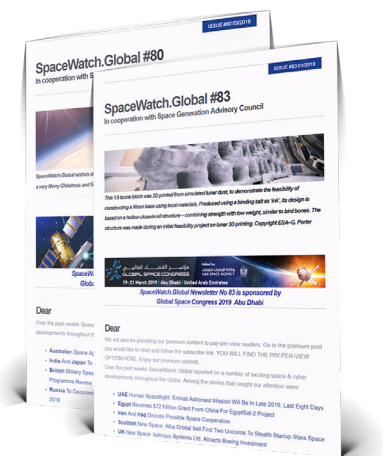 ISSUE #80 53/2019
SpaceWatch.Global #80
In cooperation with S
SpaceWatch.Global wishes a
a very Merry Christmas and S
SpaceWa
Globa
Dear
Over the past weeks Space
developments throughout th
Australian Space Ag
India And Japan To
British Military Spac
Programme Review
Russia To Decommi
2019
ISSUE #83 01/2019
SpaceWatch.Global #83
In cooperation with Space Generation Advisory Council
This 1.5 tonne block was 3D printed from simulated lunar dust, to demonstrate the feasibility of
constructing a Moon base using local materials. Produced using a binding salt as 'ink', its design is
based on a hollow closed-cell structure – combining strength with low weight, similar to bird bones. The
structure was made during an initial feasibility project on lunar 3D printing. Copyright ESA–G. Porter
مؤتمر الفضاء العالمي
GLOBAL SPACE CONGRESS
19 - 21 March 2019 | Abu Dhabi | United Arab Emirates
SpaceWatch.Global Newsletter No 83 is sponsored by
Global Space Congress 2019 Abu Dhabi
Dear
We will also be providing our premium content to pay-per-view readers. Go to the premium post
you would like to read and follow the subscribe link. YOU WILL FIND THE PAY-PER-VIEW
OPTION HERE. Enjoy our premium content.
Over the past weeks SpaceWatch Global reported on a number of exciting space & cyber
developments throughout the Globe. Among the stories that caught our attention were:
UAE Human Spaceflight: Emirati Astronaut Mission Will Be In Late 2019, Last Eight Days
Egypt Receives $72 Million Grant From China For EgyptSat-2 Project
Iran And Iraq Discuss Possible Space Cooperation
Scottish New Space: Alba Orbital Sell First Two Unicorns To Stealth Startup Stara Space
UK New Space: Isotropic Systems Ltd. Attracts Boeing Investment